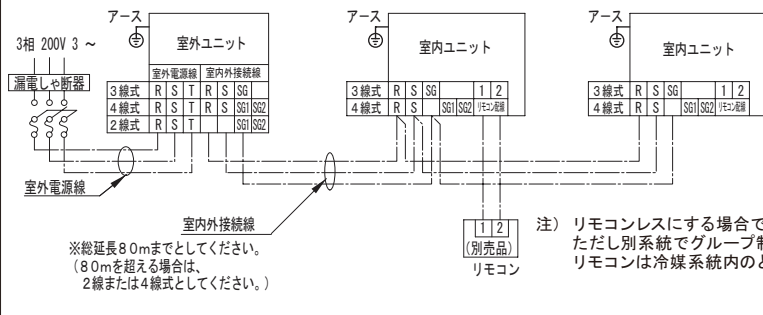 アース
3相 200V 3 ～
漏電しゃ断器
室外ユニット
室外電源線 室内外接続線
3線式 R S T R S SG
4線式 R S T R S SG1 SG2
2線式 R S T SG1 SG2
室外電源線
室内外接続線
※総延長80mまでとしてください。
（80mを超える場合は、
2線または4線式としてください。）
アース
室内ユニット
3線式 R S SG 1 2
4線式 R S SG1 SG2 リモコン配線
1 2
(別売品)
リモコン
アース
室内ユニット
3線式 R S SG 1 2
4線式 R S SG1 SG2 リモコン配線
注） リモコンレスにする場合で
ただし別系統でグループ制
リモコンは冷媒系統内のど